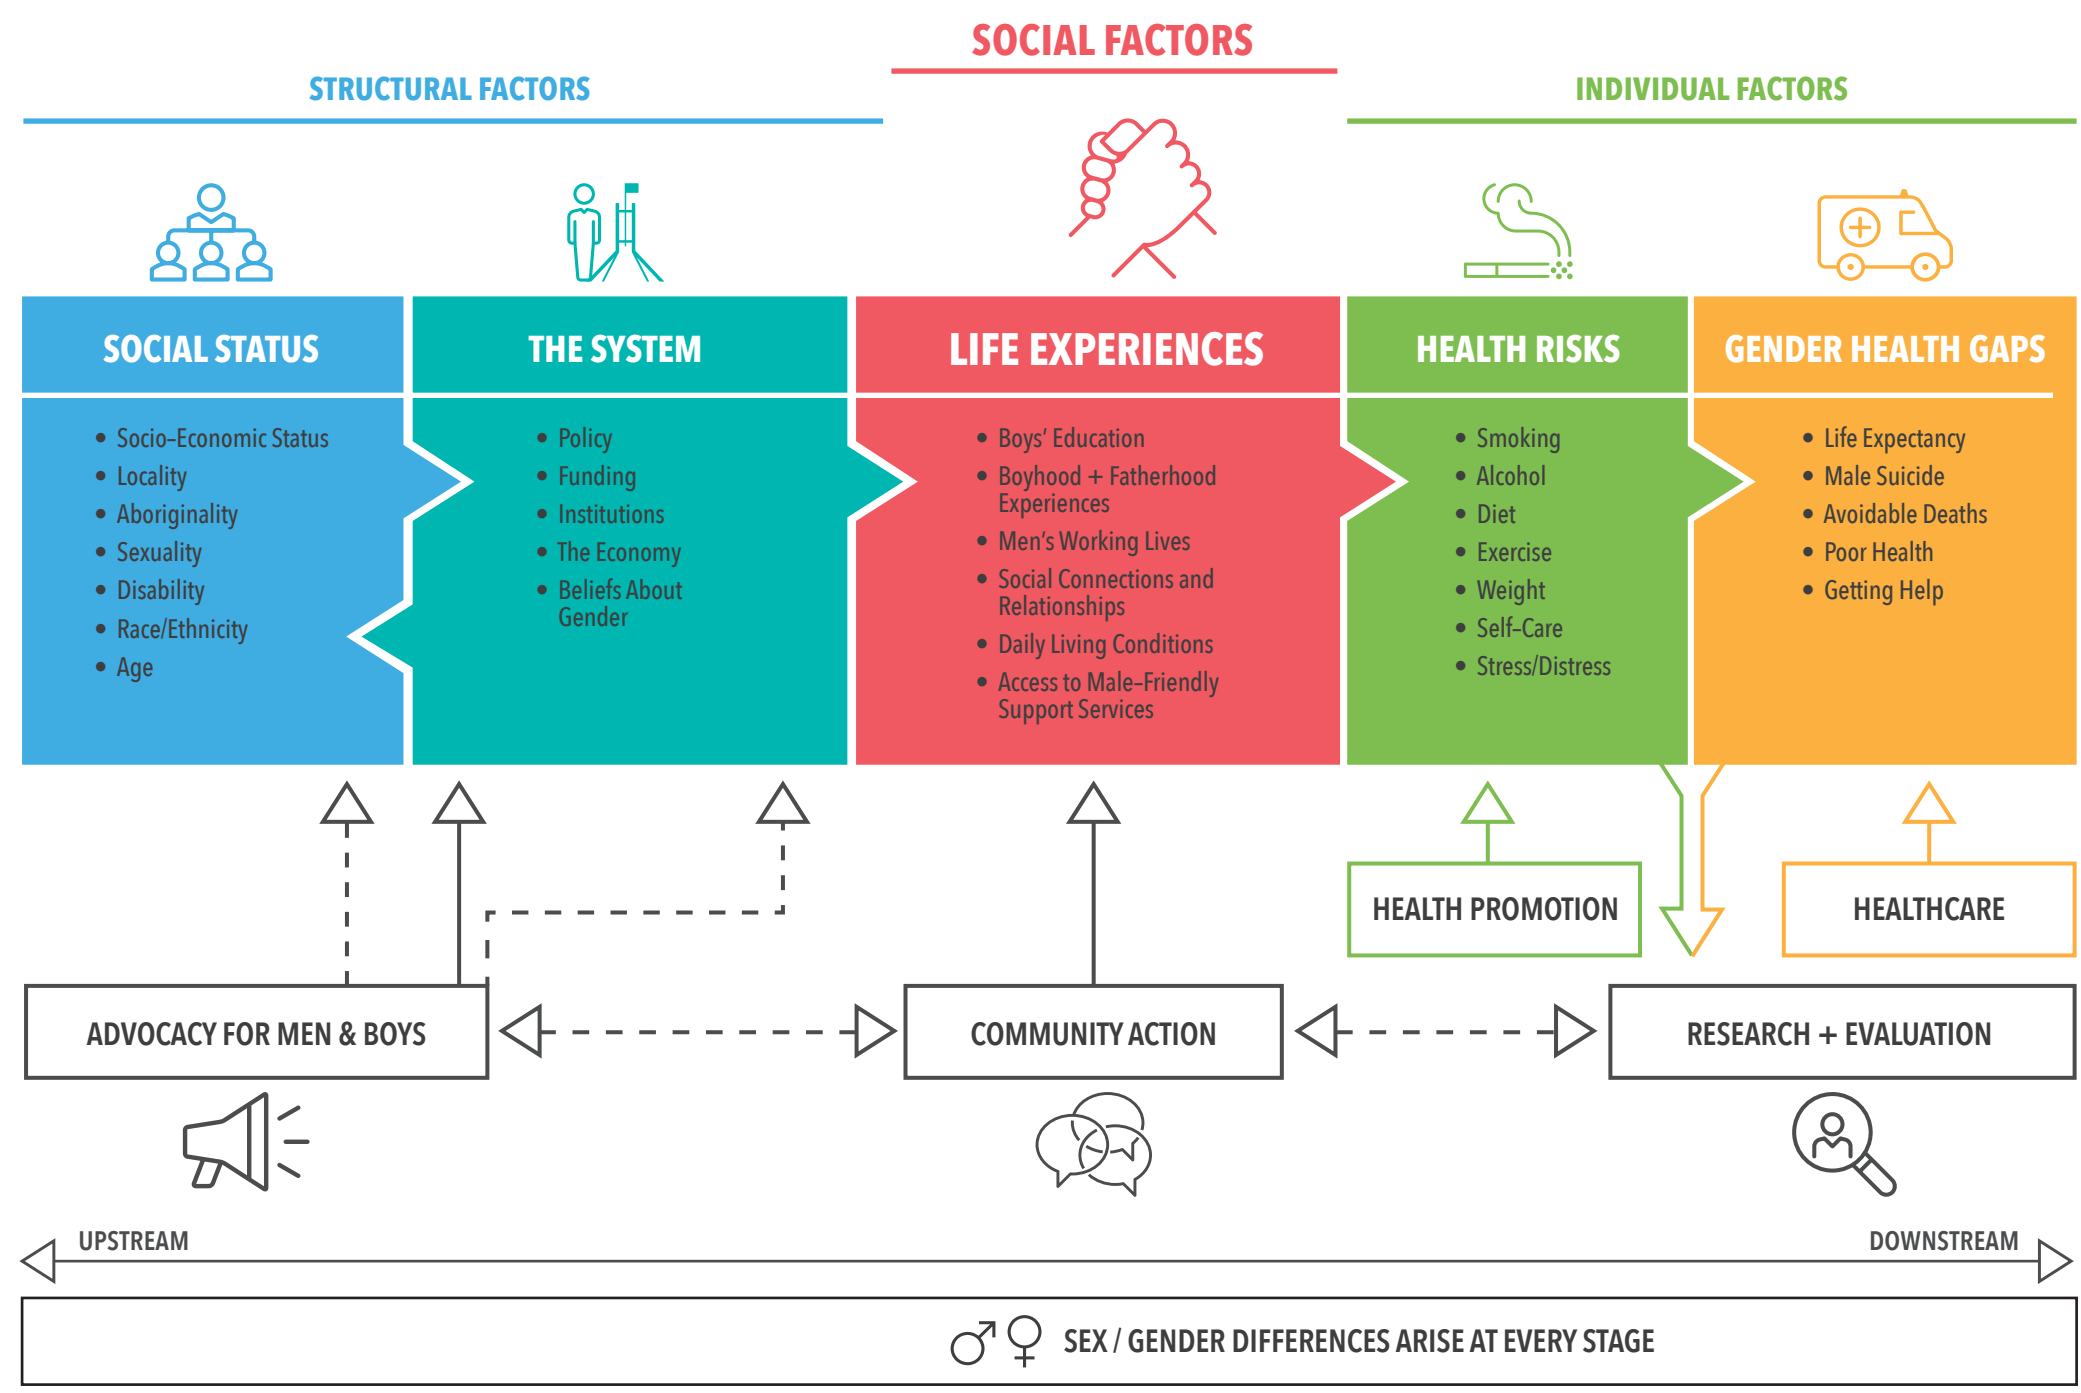 SOCIAL FACTORS
STRUCTURAL FACTORS
INDIVIDUAL FACTORS
SOCIAL STATUS
• Socio-Economic Status
• Locality
• Aboriginality
• Sexuality
• Disability
• Race/Ethnicity
• Age
THE SYSTEM
• Policy
• Funding
• Institutions
• The Economy
• Beliefs About
Gender
LIFE EXPERIENCES
• Boys’ Education
• Boyhood + Fatherhood
Experiences
• Men’s Working Lives
• Social Connections and
Relationships
• Daily Living Conditions
• Access to Male-Friendly
Support Services
HEALTH RISKS
• Smoking
• Alcohol
• Diet
• Exercise
• Weight
• Self-Care
• Stress/Distress
GENDER HEALTH GAPS
• Life Expectancy
• Male Suicide
• Avoidable Deaths
• Poor Health
• Getting Help
HEALTH PROMOTION
HEALTHCARE
ADVOCACY FOR MEN & BOYS
COMMUNITY ACTION
RESEARCH + EVALUATION
UPSTREAM
DOWNSTREAM
SEX / GENDER DIFFERENCES ARISE AT EVERY STAGE